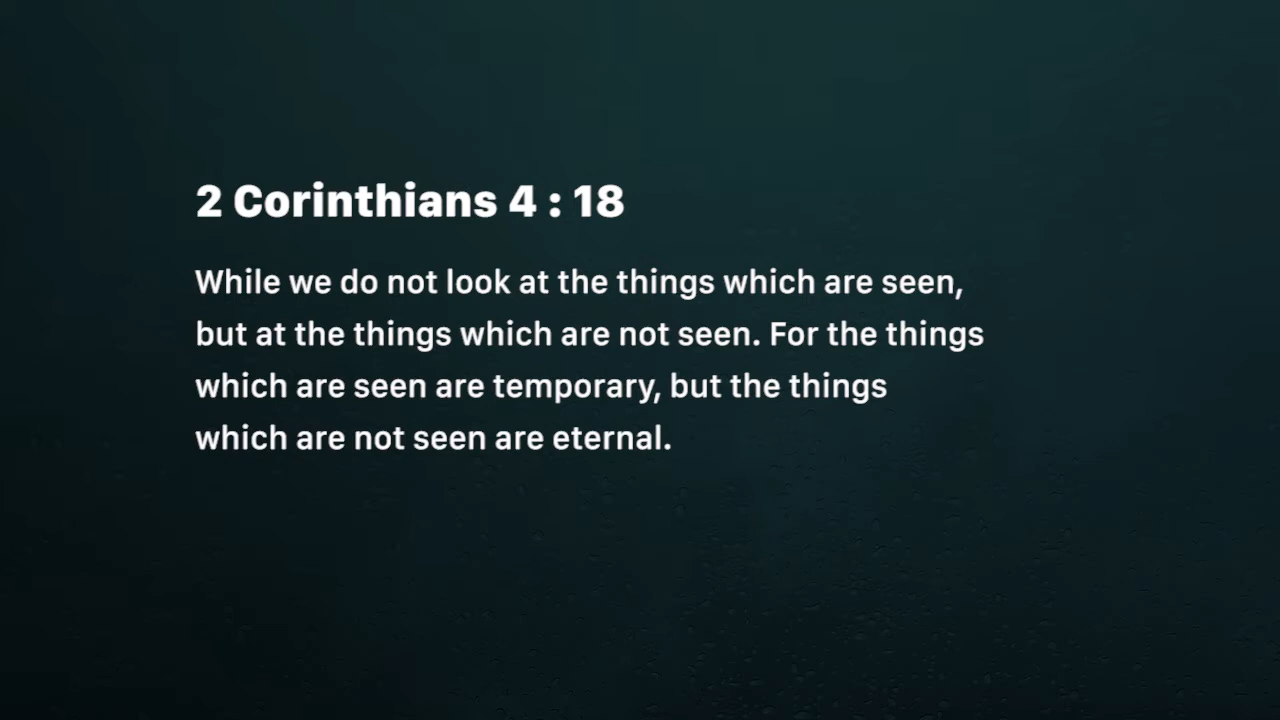 2 Corinthians 4 : 18
While we do not look at the things which are seen,
but at the things which are not seen. For the things
which are seen are temporary, but the things
which are not seen are eternal.